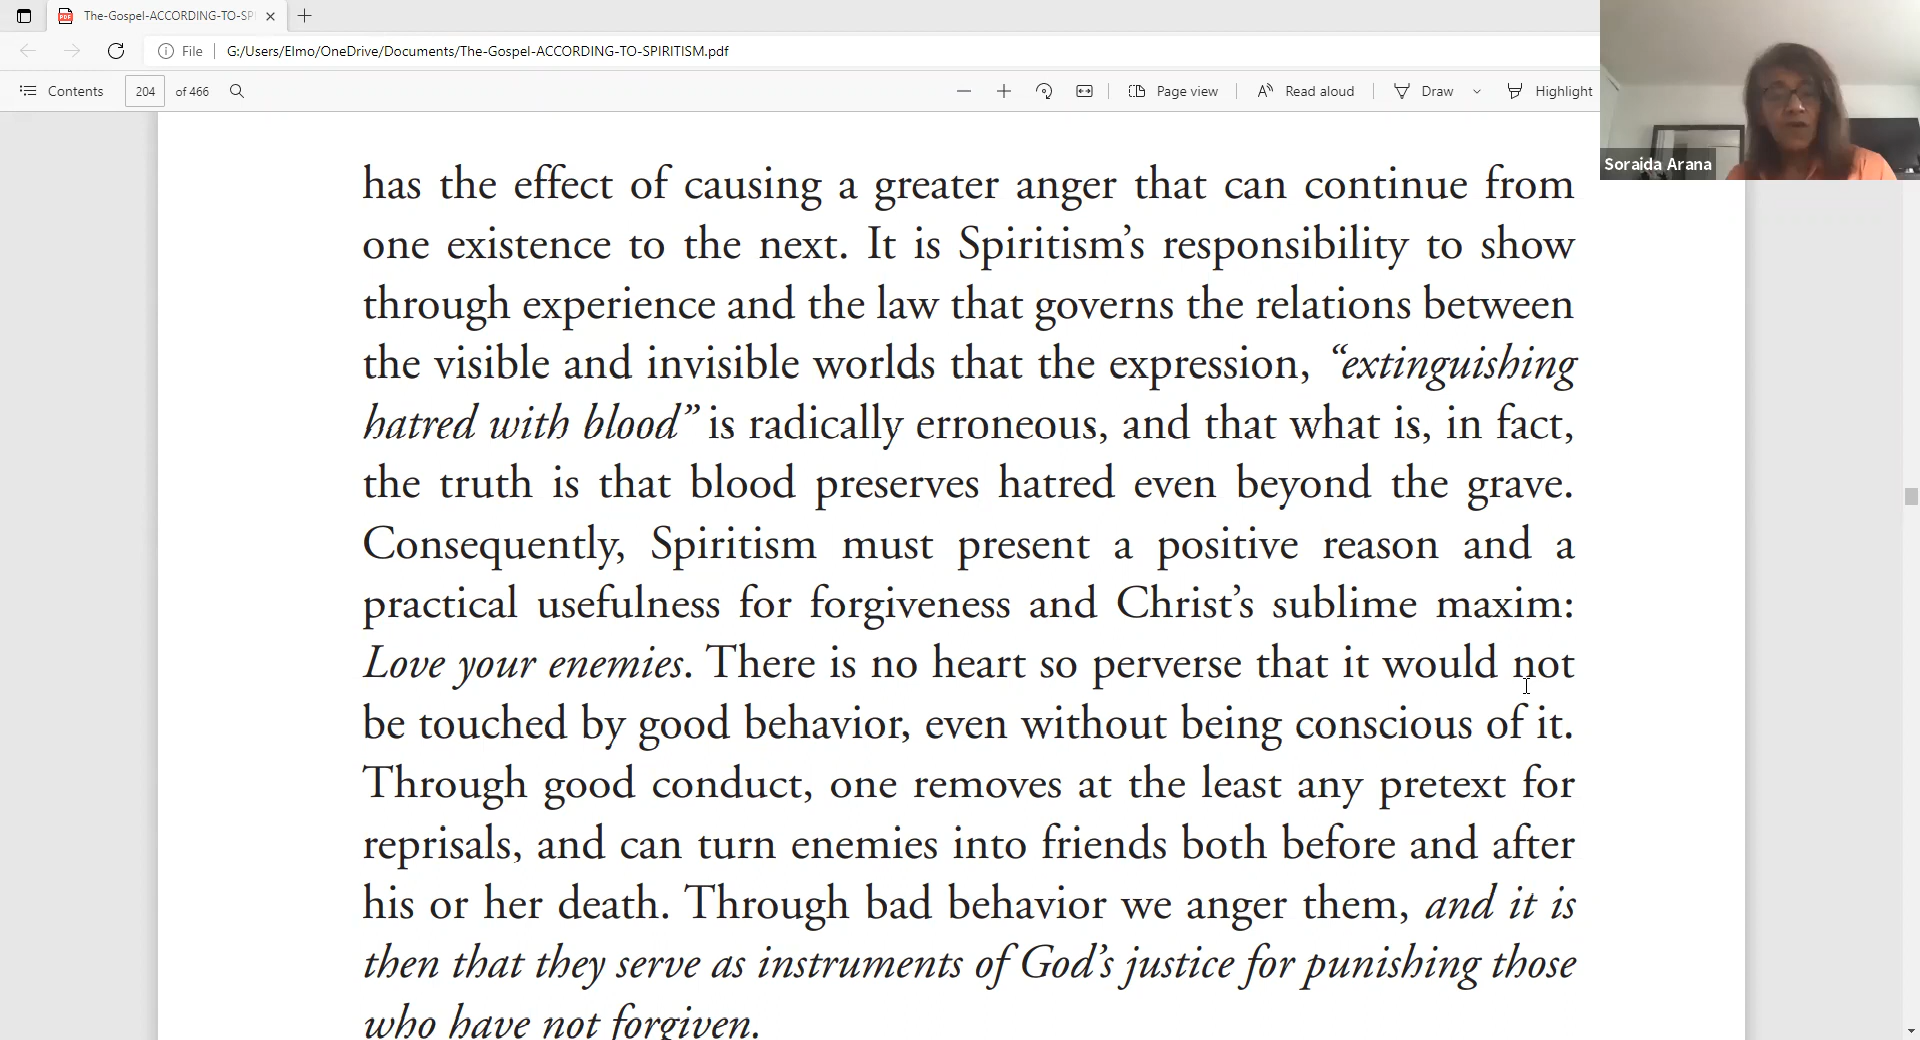 The-Gospel-ACCORDING-TO-SP
File
G:/Users/Elmo/OneDrive/Documents/The-Gospel-ACCORDING-TO-SPIRITISM.pdf
Contents
204 of 466
Page view
Read aloud
Draw
Highlight
Soraida Arana
has the effect of causing a greater anger that can continue from
one existence to the next. It is Spiritism’s responsibility to show
through experience and the law that governs the relations between
the visible and invisible worlds that the expression, “extinguishing
hatred with blood” is radically erroneous, and that what is, in fact,
the truth is that blood preserves hatred even beyond the grave.
Consequently, Spiritism must present a positive reason and a
practical usefulness for forgiveness and Christ’s sublime maxim:
Love your enemies. There is no heart so perverse that it would not
be touched by good behavior, even without being conscious of it.
Through good conduct, one removes at the least any pretext for
reprisals, and can turn enemies into friends both before and after
his or her death. Through bad behavior we anger them, and it is
then that they serve as instruments of God’s justice for punishing those
who have not forgiven.